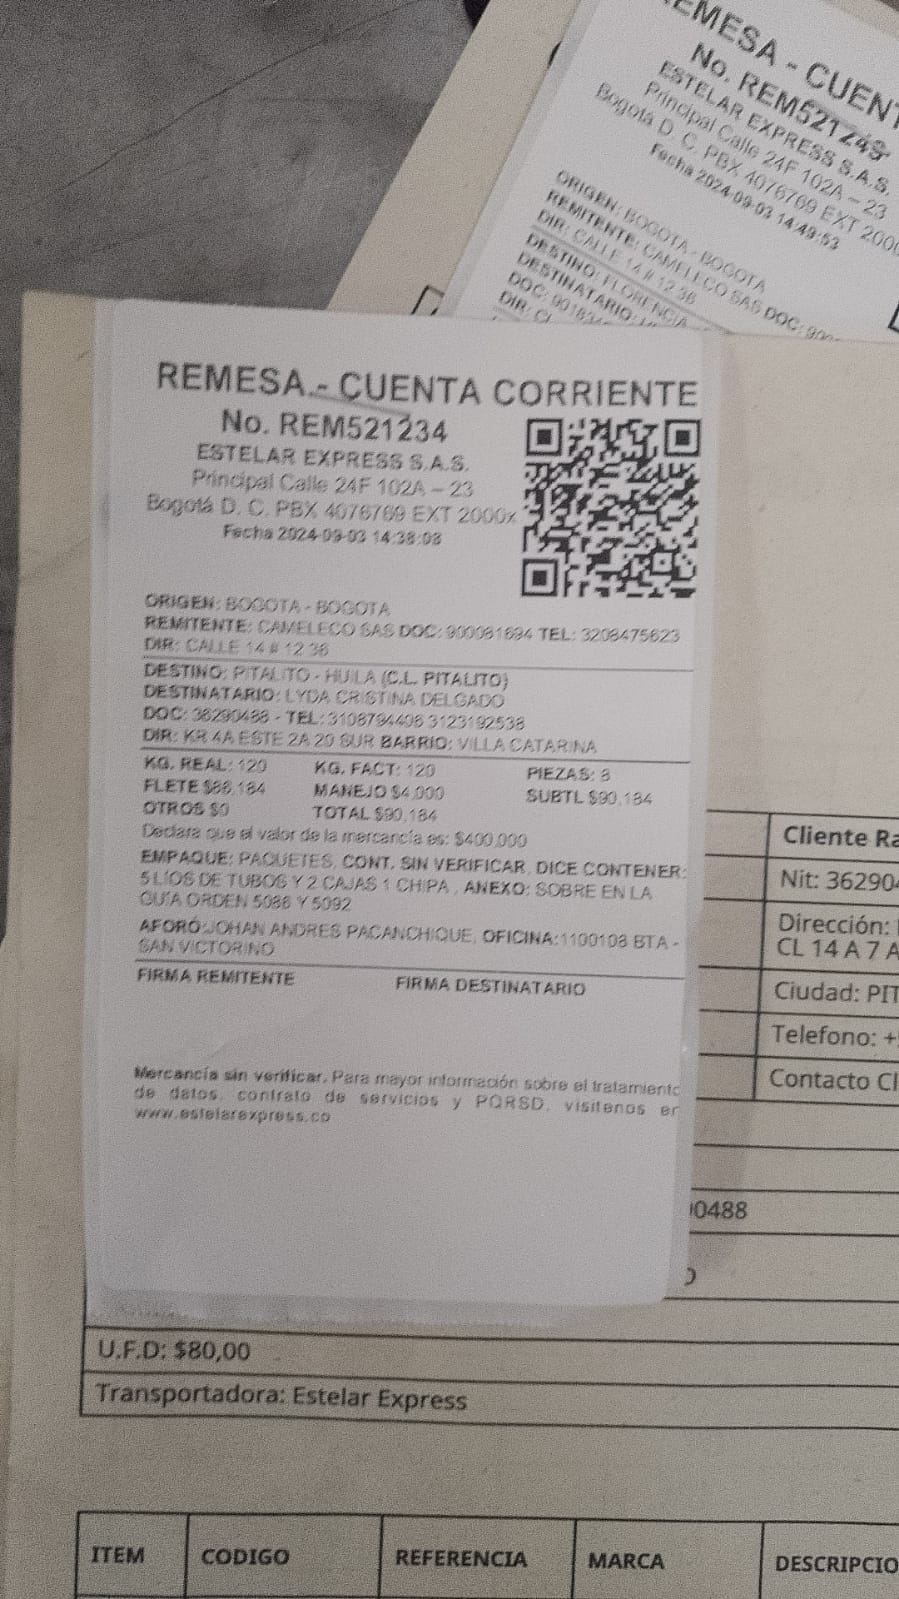 REMESA - CUENT
No. REM521249
ESTELAR EXPRESS S.A.S.
Principal Calle 24F 102A – 23
Bogotá D. C. PBX 4076769 EXT 200
Fecha 2024-09-03 14:49:53
ORIGEN: BOGOTA - BOGOTA
REMITENTE: CAMELECO SAS DOC: 900
DIR: CALLE 14 # 12 36
DESTINO: FLORENCIA
DESTINATARIO:
DOC:
DIR:
REMESA.- CUENTA CORRIENTE
No. REM521234
ESTELAR EXPRESS S.A.S.
Principal Calle 24F 102A – 23
Bogotá D. C. PBX 4076769 EXT 2000x
Fecha 2024-09-03 14:38:08
ORIGEN: BOGOTA - BOGOTA
REMITENTE: CAMELECO SAS DOC: 900081694 TEL: 3208475623
DIR: CALLE 14 # 12 36
DESTINO: PITALITO - HUILA (C.L. PITALITO)
DESTINATARIO: LYDA CRISTINA DELGADO
DOC: 36290488 - TEL: 3108794406 3123192538
DIR: KR 4A ESTE 2A 20 SUR BARRIO: VILLA CATARINA
KG. REAL: 120 KG. FACT: 120 PIEZAS: 8
FLETE $86,184 MANEJO $4,000 SUBTL $90,184
OTROS $0 TOTAL $90,184
Declara que el valor de la mercancía es: $400,000
EMPAQUE: PAQUETES, CONT. SIN VERIFICAR, DICE CONTENER:
5 LÍOS DE TUBOS Y 2 CAJAS 1 CHIPA , ANEXO: SOBRE EN LA
GUÍA ORDEN 5086 Y 5092
AFORÓ:JOHAN ANDRES PACANCHIQUE, OFICINA:1100108 BTA -
SAN VICTORINO
FIRMA REMITENTE FIRMA DESTINATARIO
Mercancía sin verificar. Para mayor información sobre el tratamiento
de datos, contrato de servicios y PQRSD, visítenos en
www.estelarexpress.co
Cliente Ra
Nit: 36290
Dirección:
CL 14 A 7 A
Ciudad: PIT
Telefono: +
Contacto Cl
0488
O
U.F.D: $80,00
Transportadora: Estelar Express
ITEM CODIGO REFERENCIA MARCA DESCRIPCIO